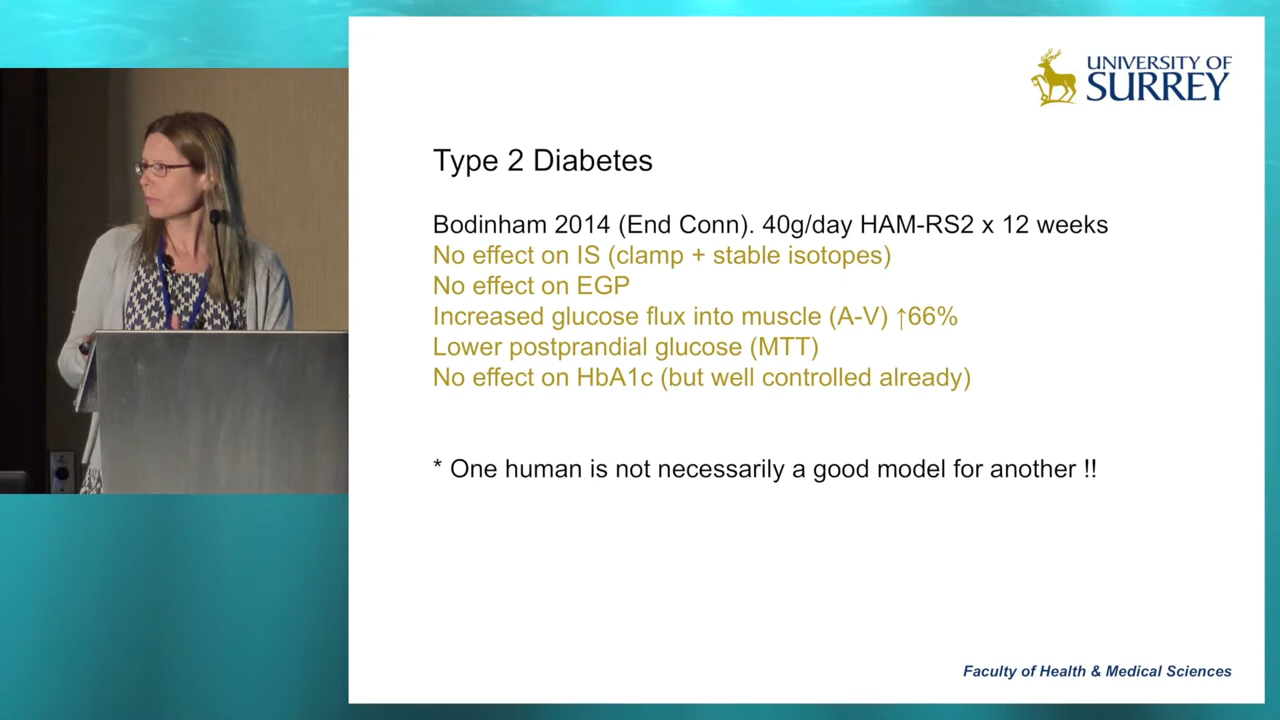 UNIVERSITY OF
SURREY
Type 2 Diabetes
Bodinham 2014 (End Conn). 40g/day HAM-RS2 x 12 weeks
No effect on IS (clamp + stable isotopes)
No effect on EGP
Increased glucose flux into muscle (A-V) ↑66%
Lower postprandial glucose (MTT)
No effect on HbA1c (but well controlled already)
* One human is not necessarily a good model for another !!
Faculty of Health & Medical Sciences